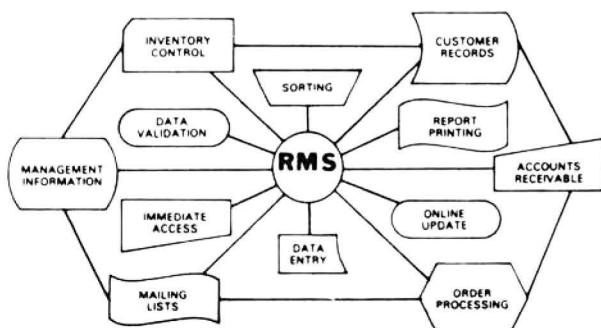 INVENTORY
CONTROL
CUSTOMER
RECORDS
SORTING
DATA
VALIDATION
REPORT
PRINTING
RMS
MANAGEMENT
INFORMATION
ACCOUNTS
RECEIVABLE
IMMEDIATE
ACCESS
ONLINE
UPDATE
DATA
ENTRY
MAILING
LISTS
ORDER
PROCESSING